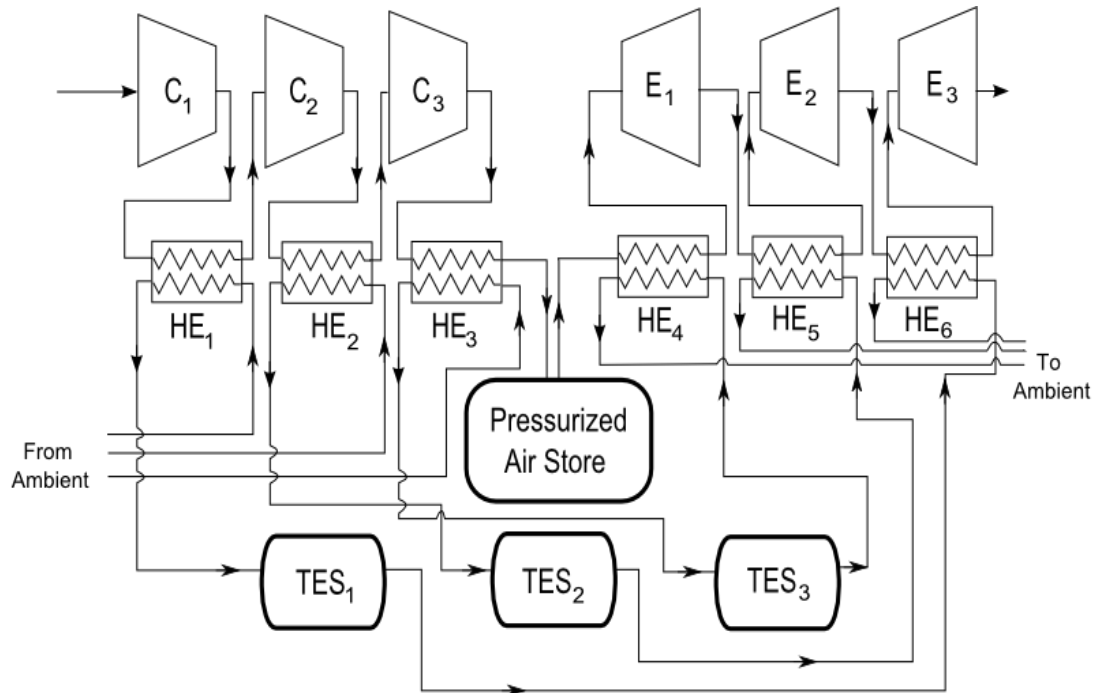 C1
C2
C3
E1
E2
E3
HE1
HE2
HE3
HE4
HE5
HE6
To
Ambient
Pressurized
Air Store
From
Ambient
TES1
TES2
TES3